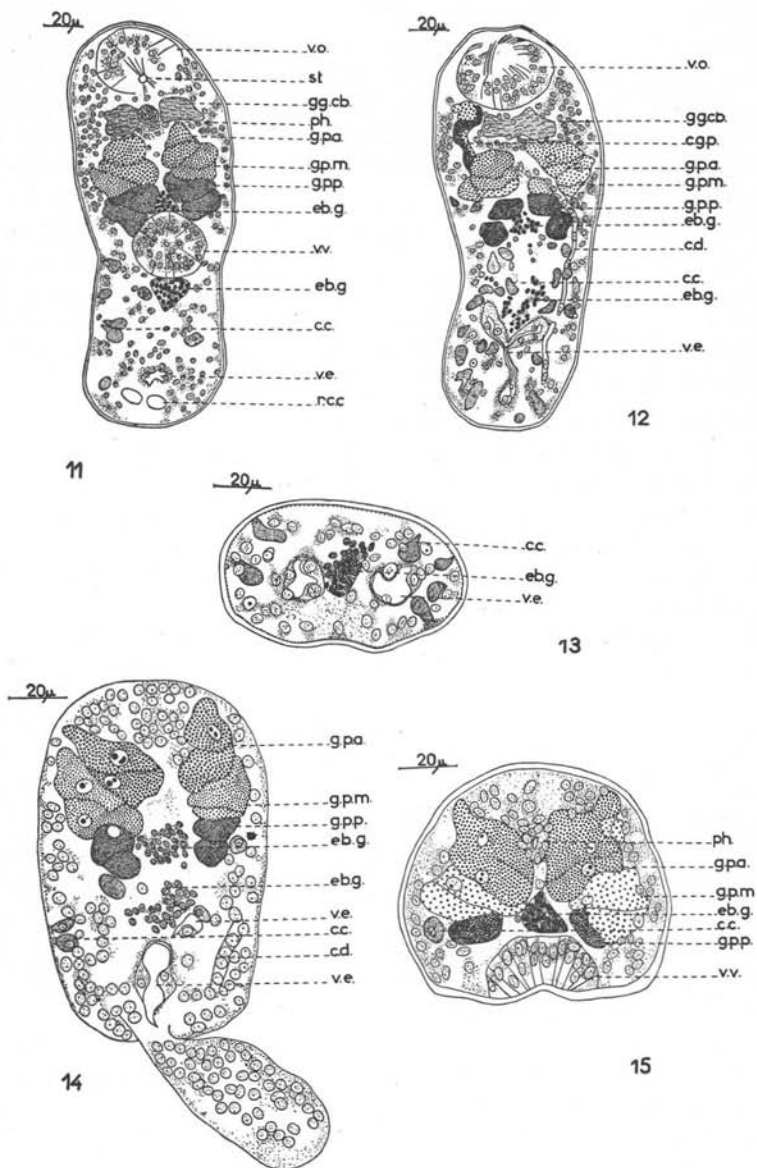 20µ
v.o.
st
gg.cb.
ph.
g.p.a.
g.p.m.
g.p.p.
eb.g.
v.v.
eb.g
c.c.
v.e.
r.c.c
11
20µ
v.o.
gg.cb.
c.g.p.
g.p.a.
g.p.m.
g.p.p.
eb.g.
c.d.
c.c.
eb.g.
v.e.
12
20µ
c.c.
eb.g.
v.e.
13
20µ
g.p.a.
g.p.m.
g.p.p.
eb.g.
eb.g.
v.e.
c.c.
c.d.
v.e.
14
20µ
ph.
g.p.a.
g.p.m
eb.g.
c.c.
g.p.p.
v.v.
15